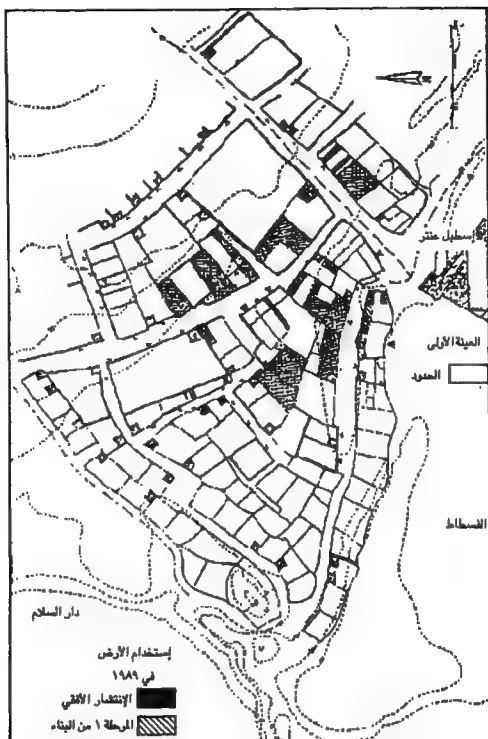 إسطبل عنتر
العينة الأولى
الحدود
الفسطاط
دار السلام
إستخدام الأرض
في ١٩٨٩
الإنتشار الأفقي
المرحلة ١ من البناء